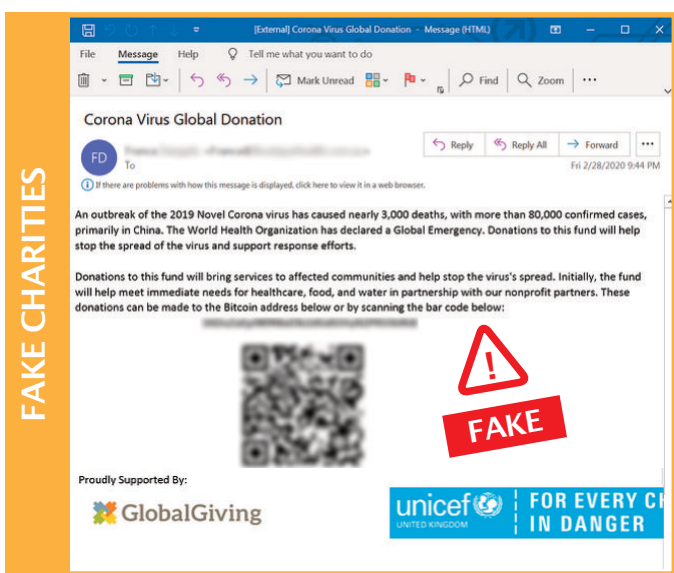 FAKE CHARITIES
[External] Corona Virus Global Donation - Message (HTML)
File Message Help Tell me what you want to do
Mark Unread Find Zoom ...
Corona Virus Global Donation
Reply Reply All Forward ...
FD
To
Fri 2/28/2020 9:44 PM
If there are problems with how this message is displayed, click here to view it in a web browser.
An outbreak of the 2019 Novel Corona virus has caused nearly 3,000 deaths, with more than 80,000 confirmed cases,
primarily in China. The World Health Organization has declared a Global Emergency. Donations to this fund will help
stop the spread of the virus and support response efforts.
Donations to this fund will bring services to affected communities and help stop the virus's spread. Initially, the fund
will help meet immediate needs for healthcare, food, and water in partnership with our nonprofit partners. These
donations can be made to the Bitcoin address below or by scanning the bar code below:
!
FAKE
Proudly Supported By:
GlobalGiving
unicef
UNITED KINGDOM
FOR EVERY CH
IN DANGER